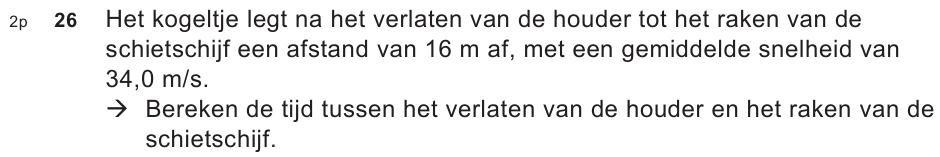 2p 26 Het kogeltje legt na het verlaten van de houder tot het raken van de
schietschijf een afstand van 16 m af, met een gemiddelde snelheid van
34,0 m/s.
→ Bereken de tijd tussen het verlaten van de houder en het raken van de
schietschijf.